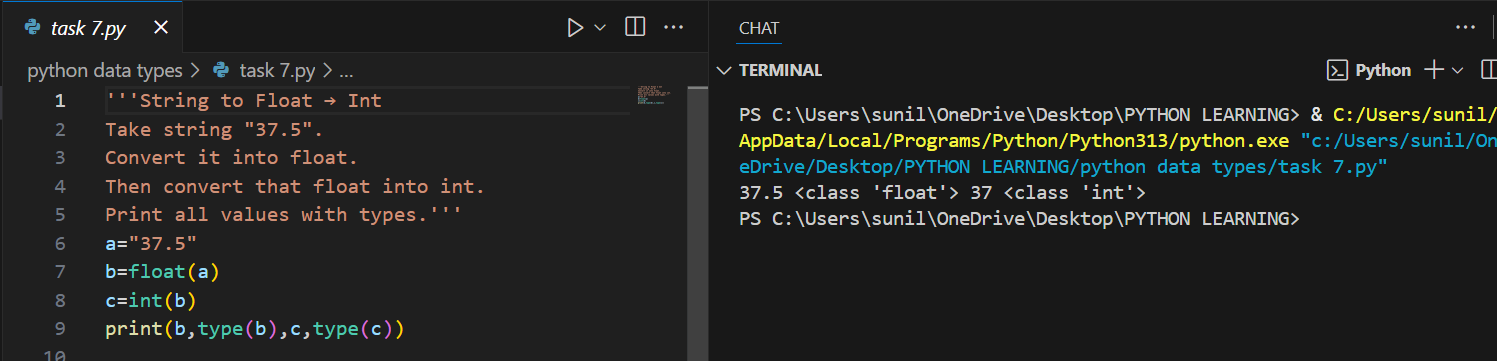 task 7.py
python data types > task 7.py > ...
1 '''String to Float → Int
2 Take string "37.5".
3 Convert it into float.
4 Then convert that float into int.
5 Print all values with types.'''
6 a="37.5"
7 b=float(a)
8 c=int(b)
9 print(b,type(b),c,type(c))
10
CHAT
TERMINAL
Python
PS C:\Users\sunil\OneDrive\Desktop\PYTHON LEARNING> & C:/Users/sunil/
AppData/Local/Programs/Python/Python313/python.exe "c:/Users/sunil/On
eDrive/Desktop/PYTHON LEARNING/python data types/task 7.py"
37.5 <class 'float'> 37 <class 'int'>
PS C:\Users\sunil\OneDrive\Desktop\PYTHON LEARNING>